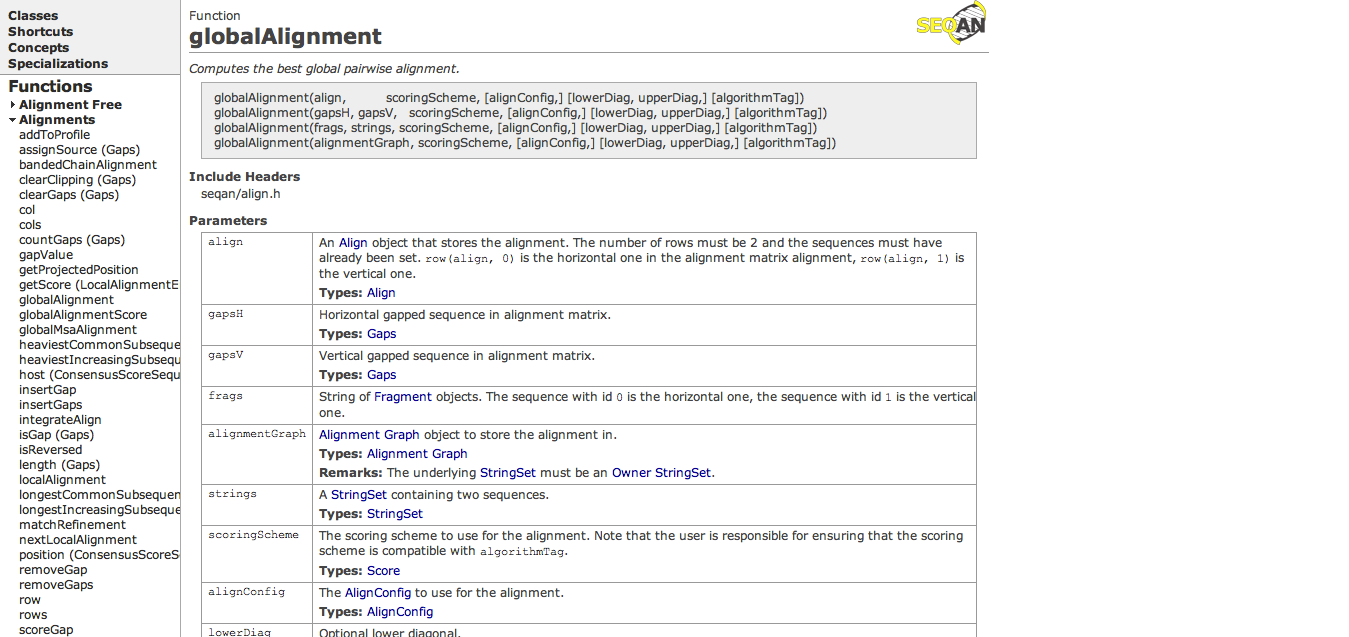 Classes
Shortcuts
Concepts
Specializations
Functions
Alignment Free
Alignments
addToProfile
assignSource (Gaps)
bandedChainAlignment
clearClipping (Gaps)
clearGaps (Gaps)
col
cols
countGaps (Gaps)
gapValue
getProjectedPosition
getScore (LocalAlignmentE
globalAlignment
globalAlignmentScore
globalMsaAlignment
heaviestCommonSubseque
heaviestIncreasingSubsequ
host (ConsensusScoreSequ
insertGap
insertGaps
integrateAlign
isGap (Gaps)
isReversed
length (Gaps)
localAlignment
longestCommonSubsequen
longestIncreasingSubseque
matchRefinement
nextLocalAlignment
position (ConsensusScoreS
removeGap
removeGaps
row
rows
scoreGap
Function
globalAlignment
SEQAN
Computes the best global pairwise alignment.
globalAlignment(align, scoringScheme, [alignConfig,] [lowerDiag, upperDiag,] [algorithmTag])
globalAlignment(gapsH, gapsV, scoringScheme, [alignConfig,] [lowerDiag, upperDiag,] [algorithmTag])
globalAlignment(frags, strings, scoringScheme, [alignConfig,] [lowerDiag, upperDiag,] [algorithmTag])
globalAlignment(alignmentGraph, scoringScheme, [alignConfig,] [lowerDiag, upperDiag,] [algorithmTag])
Include Headers
seqan/align.h
Parameters
align
An Align object that stores the alignment. The number of rows must be 2 and the sequences must have
already been set. row(align, 0) is the horizontal one in the alignment matrix alignment, row(align, 1) is
the vertical one.
Types: Align
gapsH
Horizontal gapped sequence in alignment matrix.
Types: Gaps
gapsV
Vertical gapped sequence in alignment matrix.
Types: Gaps
frags
String of Fragment objects. The sequence with id 0 is the horizontal one, the sequence with id 1 is the vertical
one.
alignmentGraph
Alignment Graph object to store the alignment in.
Types: Alignment Graph
Remarks: The underlying StringSet must be an Owner StringSet.
strings
A StringSet containing two sequences.
Types: StringSet
scoringScheme
The scoring scheme to use for the alignment. Note that the user is responsible for ensuring that the scoring
scheme is compatible with algorithmTag.
Types: Score
alignConfig
The AlignConfig to use for the alignment.
Types: AlignConfig
lowerDiag
Optional lower diagonal.